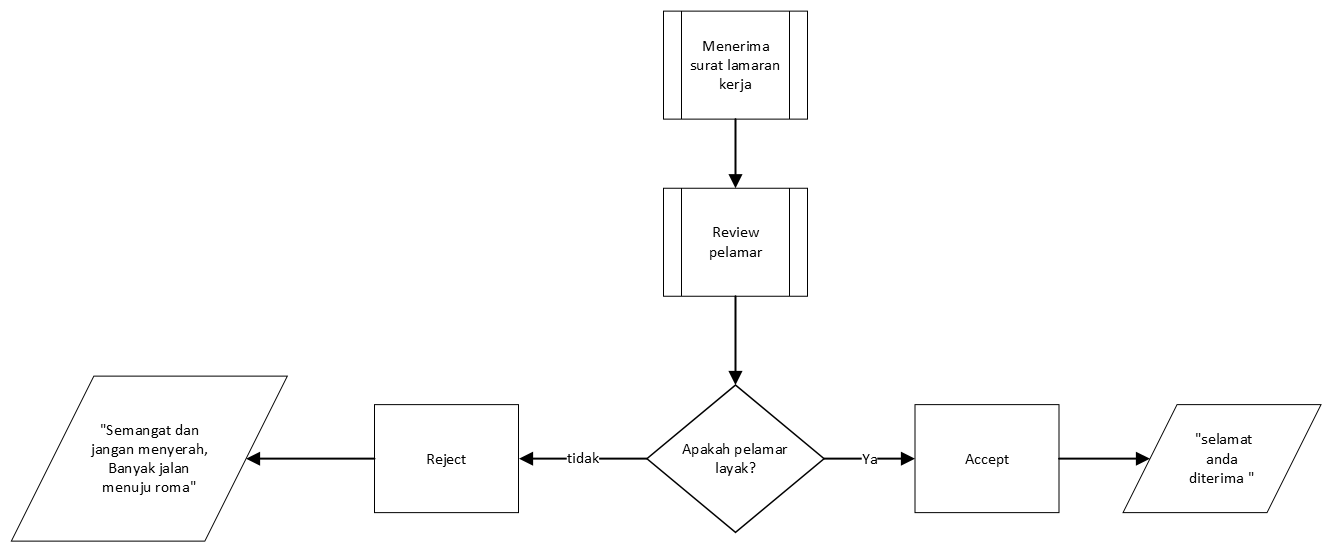 Menerima
surat lamaran
kerja
Review
pelamar
Apakah pelamar
layak?
tidak
Ya
Reject
Accept
"Semangat dan
jangan menyerah,
Banyak jalan
menuju roma"
"selamat
anda
diterima "